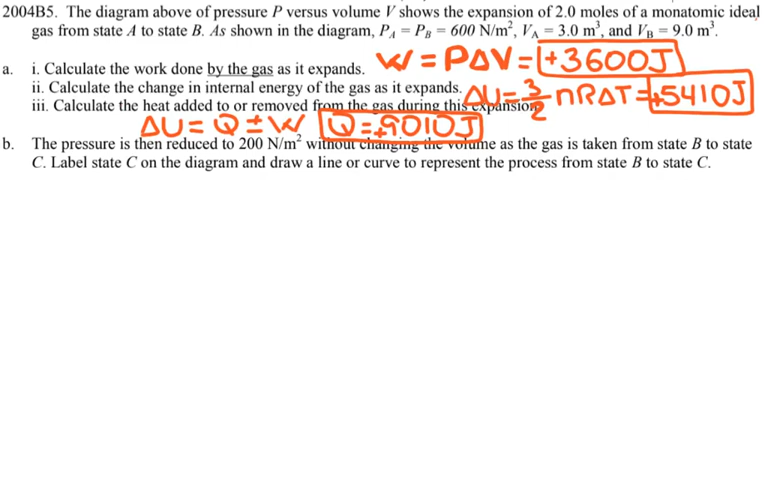 2004B5. The diagram above of pressure P versus volume V shows the expansion of 2.0 moles of a monatomic ideal
gas from state A to state B. As shown in the diagram, P_A = P_B = 600 N/m², V_A = 3.0 m³, and V_B = 9.0 m³.
a. i. Calculate the work done by the gas as it expands. W = PΔV = +3600J
ii. Calculate the change in internal energy of the gas as it expands. ΔU = 3/2 nRΔT = +5410J
iii. Calculate the heat added to or removed from the gas during this expansion.
ΔU = Q ± W Q = +9010J
b. The pressure is then reduced to 200 N/m² without changing the volume as the gas is taken from state B to state
C. Label state C on the diagram and draw a line or curve to represent the process from state B to state C.